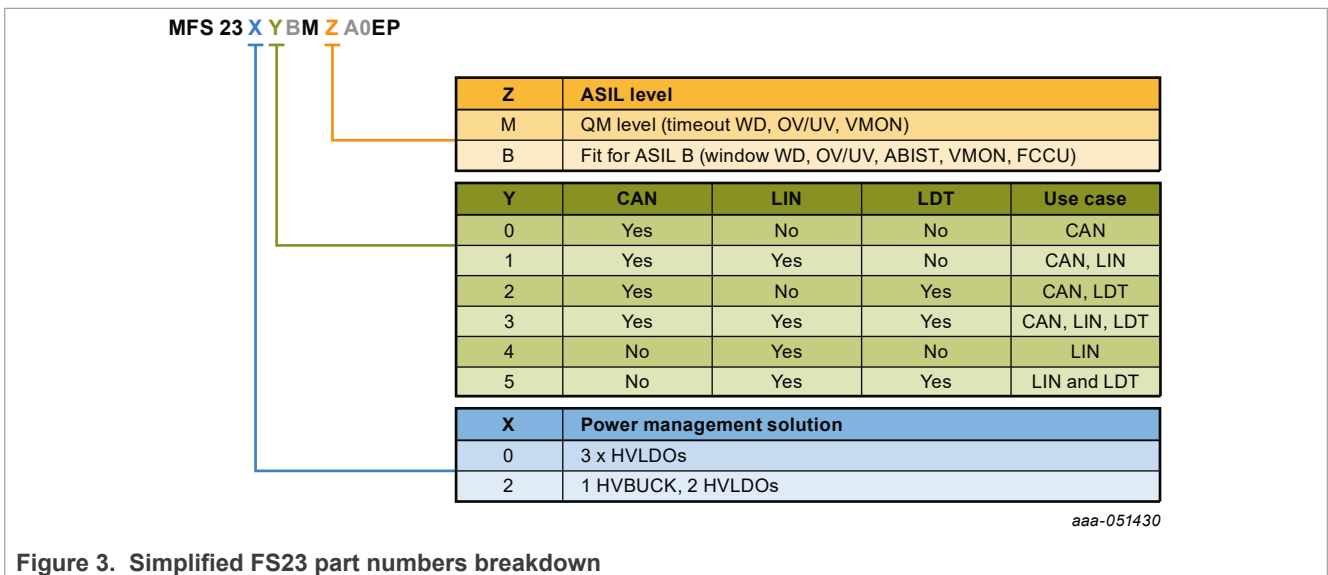 MFS 23 X Y BM Z A0EP
Z ASIL level
M QM level (timeout WD, OV/UV, VMON)
B Fit for ASIL B (window WD, OV/UV, ABIST, VMON, FCCU)
Y CAN LIN LDT Use case
0 Yes No No CAN
1 Yes Yes No CAN, LIN
2 Yes No Yes CAN, LDT
3 Yes Yes Yes CAN, LIN, LDT
4 No Yes No LIN
5 No Yes Yes LIN and LDT
X Power management solution
0 3 x HVLDOs
2 1 HVBUCK, 2 HVLDOs
aaa-051430
Figure 3. Simplified FS23 part numbers breakdown